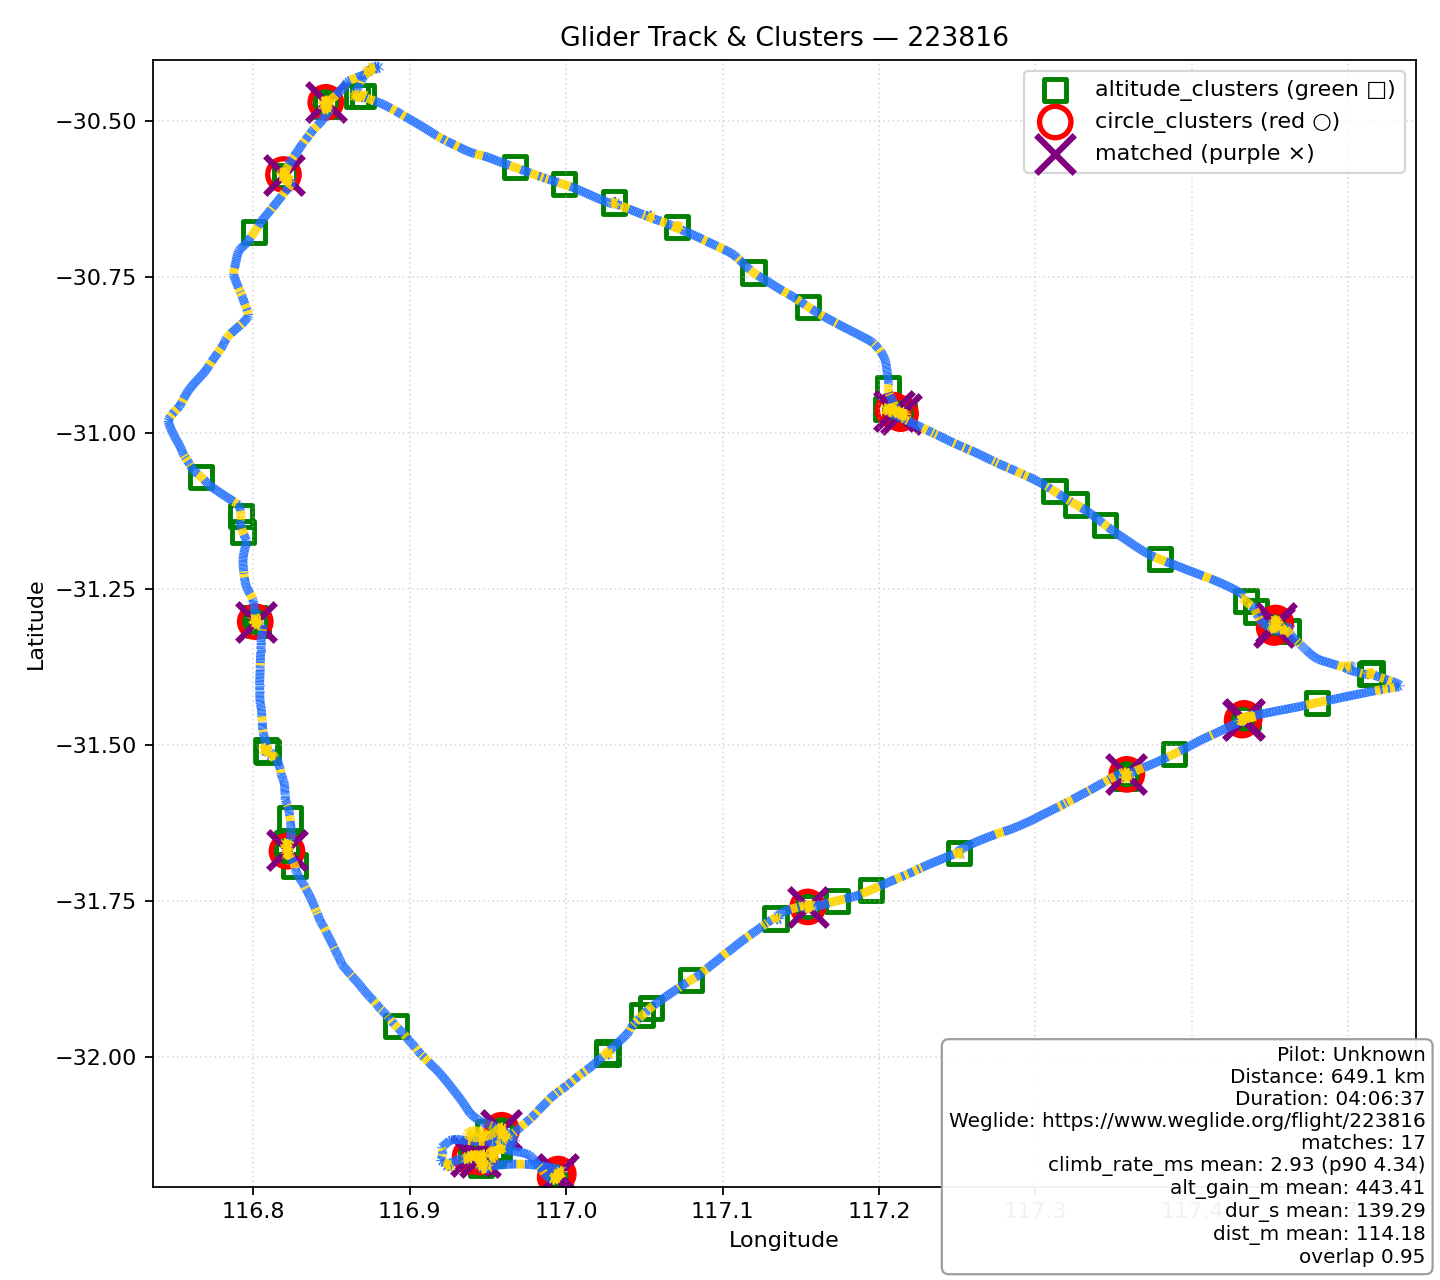 Glider Track & Clusters — 223816
altitude_clusters (green □)
circle_clusters (red ○)
matched (purple ×)
−30.50
−30.75
−31.00
−31.25
−31.50
−31.75
−32.00
Latitude
116.8
116.9
117.0
117.1
117.2
117.3
117.4
Longitude
Pilot: Unknown
Distance: 649.1 km
Duration: 04:06:37
Weglide: https://www.weglide.org/flight/223816
matches: 17
climb_rate_ms mean: 2.93 (p90 4.34)
alt_gain_m mean: 443.41
dur_s mean: 139.29
dist_m mean: 114.18
overlap 0.95